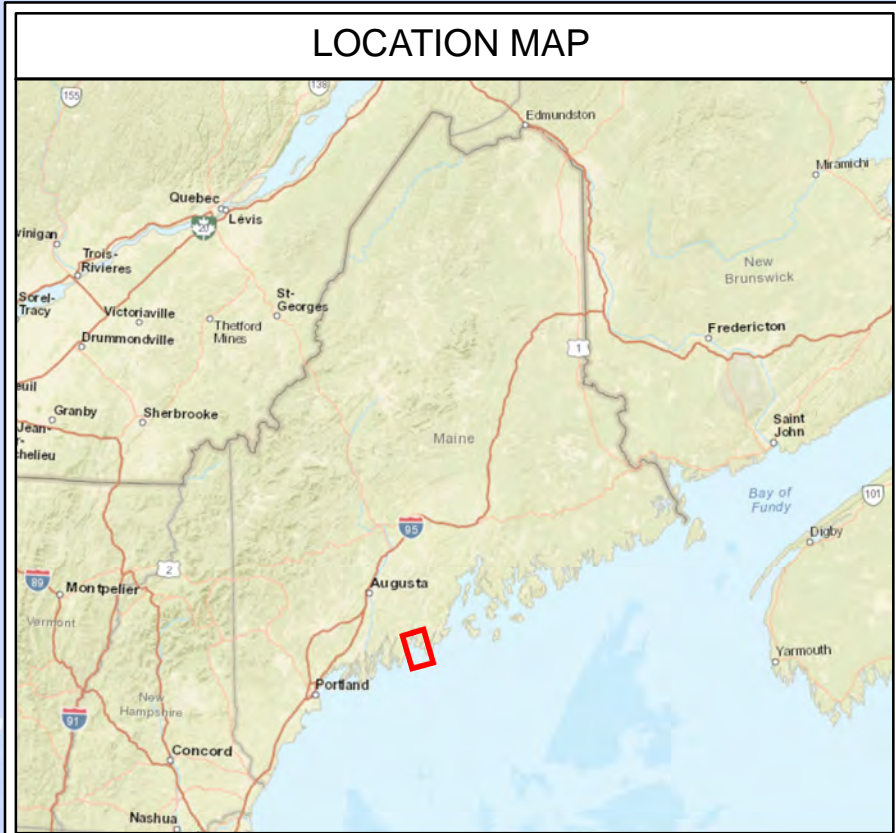 LOCATION MAP
155
138
Edmundston
Miramichi
Quebec
Lévis
20
vinigan
Trois-
Rivieres
New
Brunswick
Sorel-
Tracy
Victoriaville
St-
Georges
Thetford
Mines
Fredericton
Drummondville
1
euil
Granby
Sherbrooke
Saint
John
Jean-
r-
chelieu
Maine
Bay of
Fundy
101
95
Digby
2
89
Montpelier
Augusta
Vermont
Yarmouth
Portland
New
Hampshire
91
Concord
Nashua